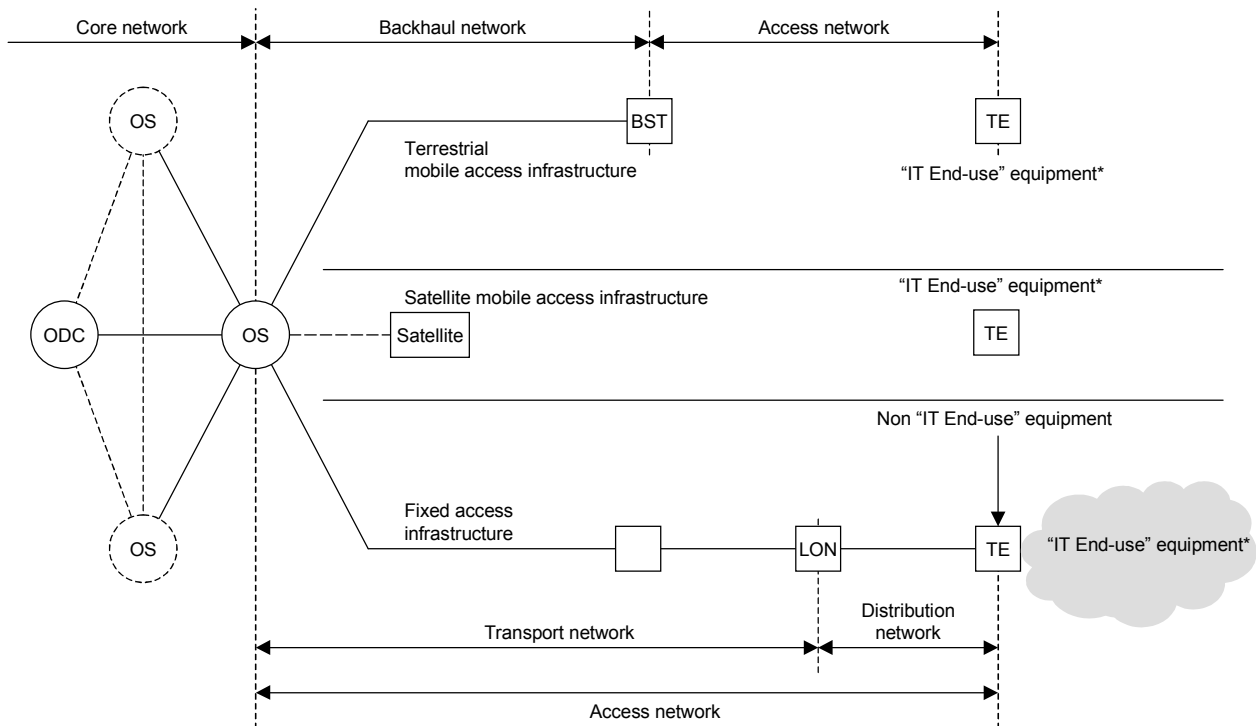 Core network
Backhaul network
Access network
OS
BST
TE
Terrestrial
mobile access infrastructure
“IT End-use” equipment*
“IT End-use” equipment*
Satellite mobile access infrastructure
ODC
OS
Satellite
TE
Non “IT End-use” equipment
Fixed access
infrastructure
OS
LON
TE
“IT End-use” equipment*
Distribution
network
Transport network
Access network